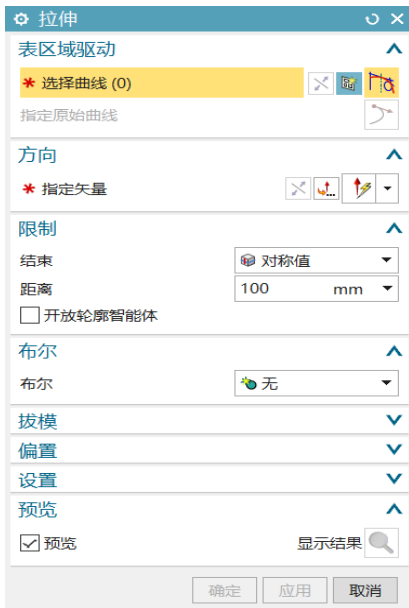 拉伸
表区域驱动
* 选择曲线 (0)
指定原始曲线
方向
* 指定矢量
限制
结束 对称值
距离 100 mm
开放轮廓智能体
布尔
布尔 无
拔模
偏置
设置
预览
预览 显示结果
确定 应用 取消